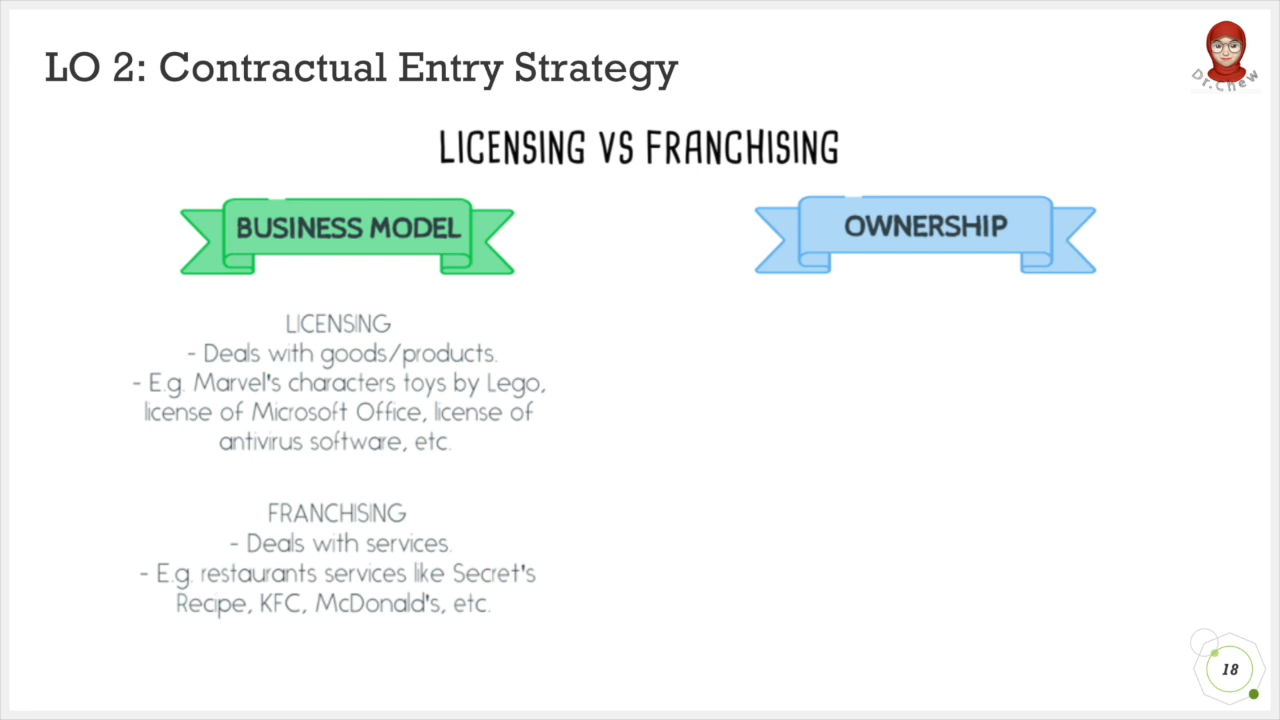 LO 2: Contractual Entry Strategy
Dr.Chew
LICENSING VS FRANCHISING
BUSINESS MODEL
OWNERSHIP
LICENSING
- Deals with goods/products.
- E.g. Marvel's characters toys by Lego,
license of Microsoft Office, license of
antivirus software, etc.
FRANCHISING
- Deals with services.
- E.g. restaurants services like Secret's
Recipe, KFC, McDonald's, etc.
18